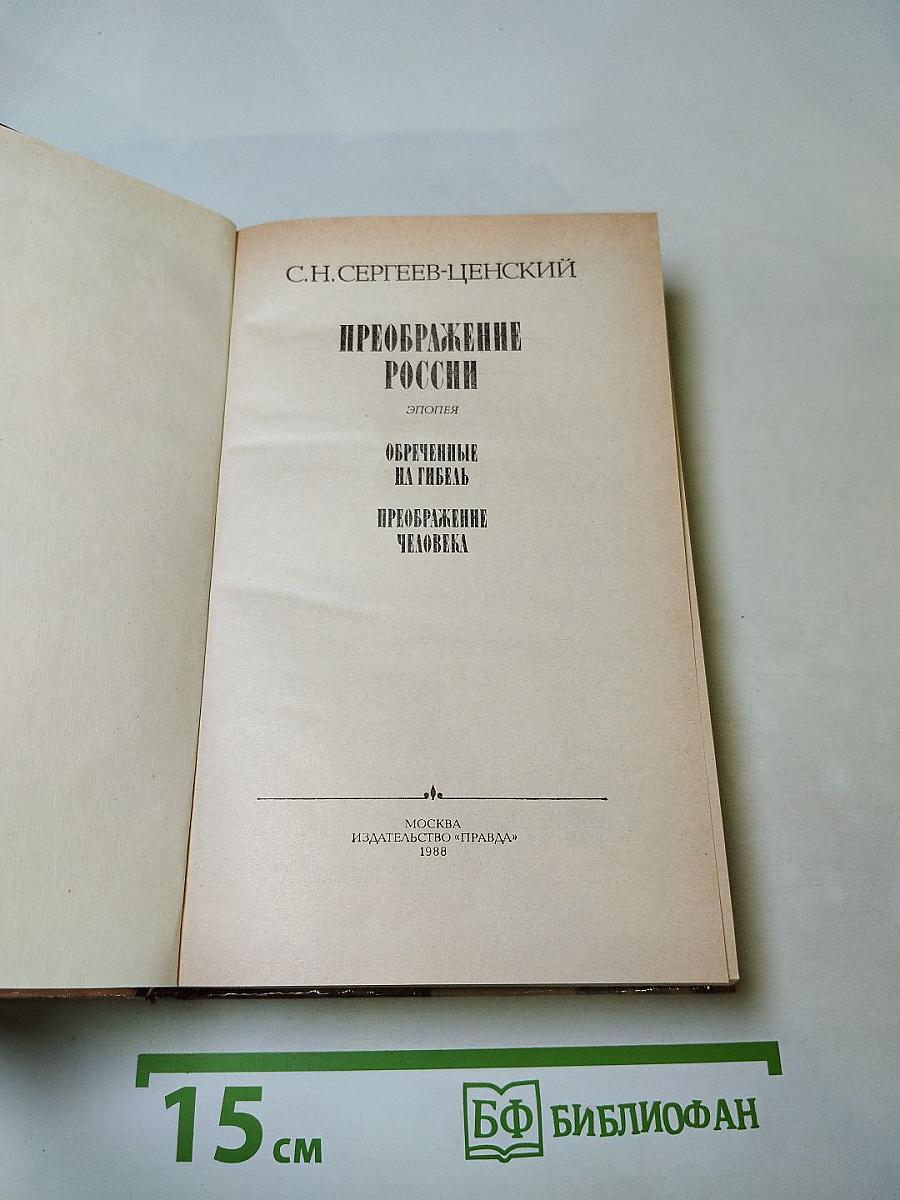 С.Н.СЕРГЕЕВ-ЦЕНСКИЙ
ПРЕОБРАЖЕНИЕ
РОССИИ
ЭПОПЕЯ
ОБРЕЧЕННЫЕ
НА ГИБЕЛЬ
ПРЕОБРАЖЕНИЕ
ЧЕЛОВЕКА
МОСКВА
ИЗДАТЕЛЬСТВО «ПРАВДА»
1988
15 см
БФ БИБЛИОФАН